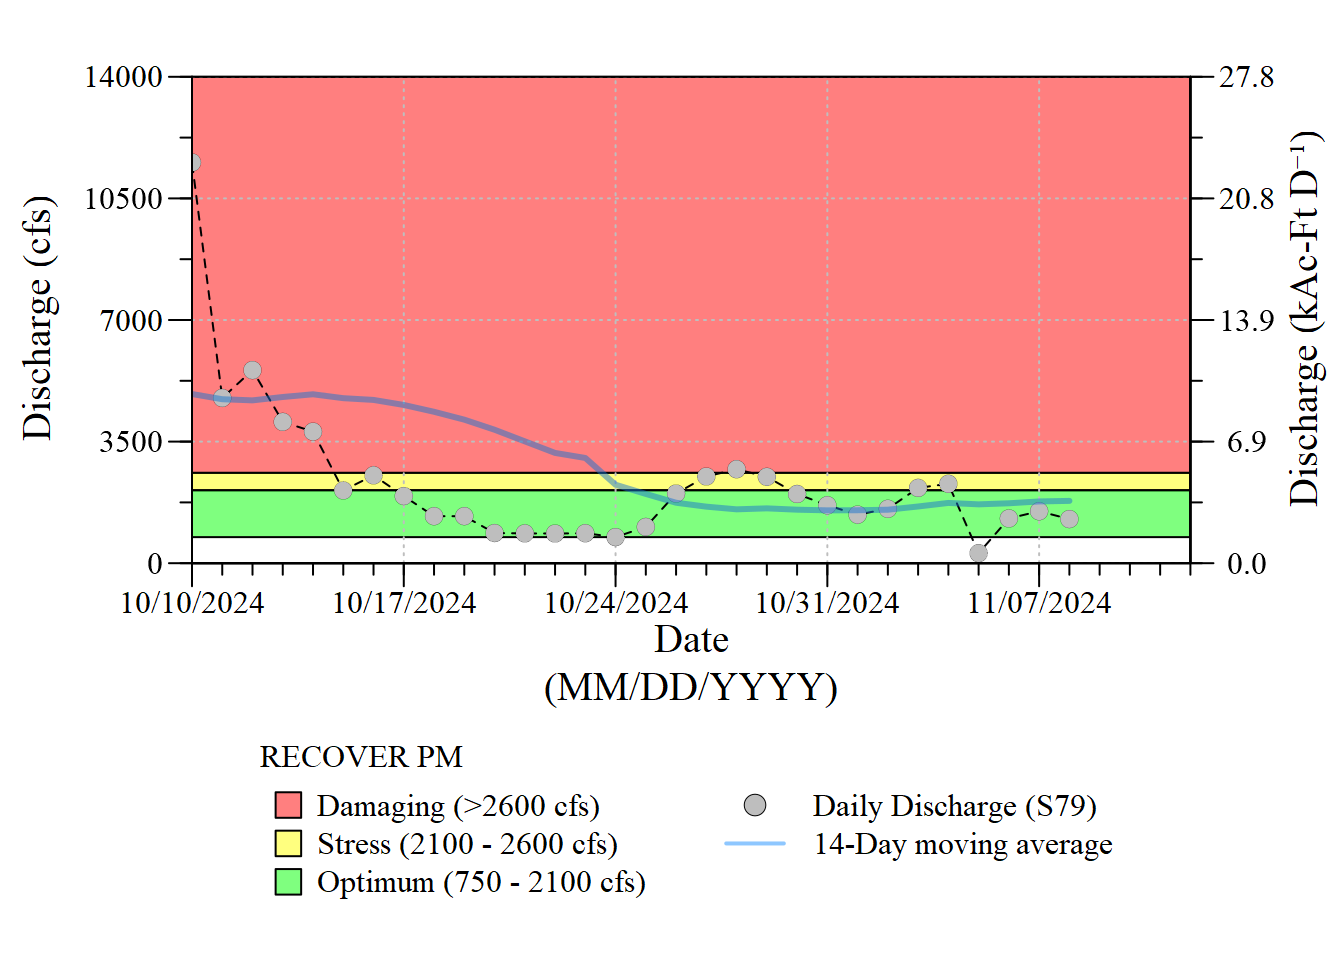 14000
10500
7000
3500
0
Discharge (cfs)
27.8
20.8
13.9
6.9
0.0
Discharge (kAc-Ft D⁻¹)
10/10/2024
10/17/2024
10/24/2024
10/31/2024
11/07/2024
Date
(MM/DD/YYYY)
RECOVER PM
Damaging (>2600 cfs)
Stress (2100 - 2600 cfs)
Optimum (750 - 2100 cfs)
Daily Discharge (S79)
14-Day moving average